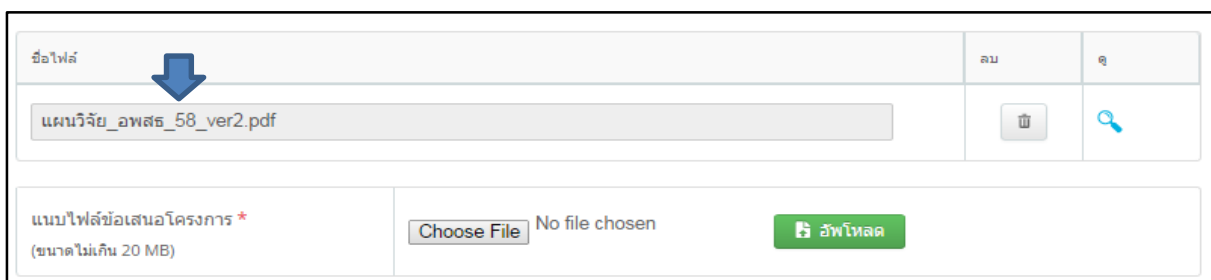 ชื่อไฟล์ ลบ ดู
แผนวิจัย_อพสธ_58_ver2.pdf
แนบไฟล์ข้อเสนอโครงการ *
(ขนาดไม่เกิน 20 MB)
Choose File No file chosen อัพโหลด